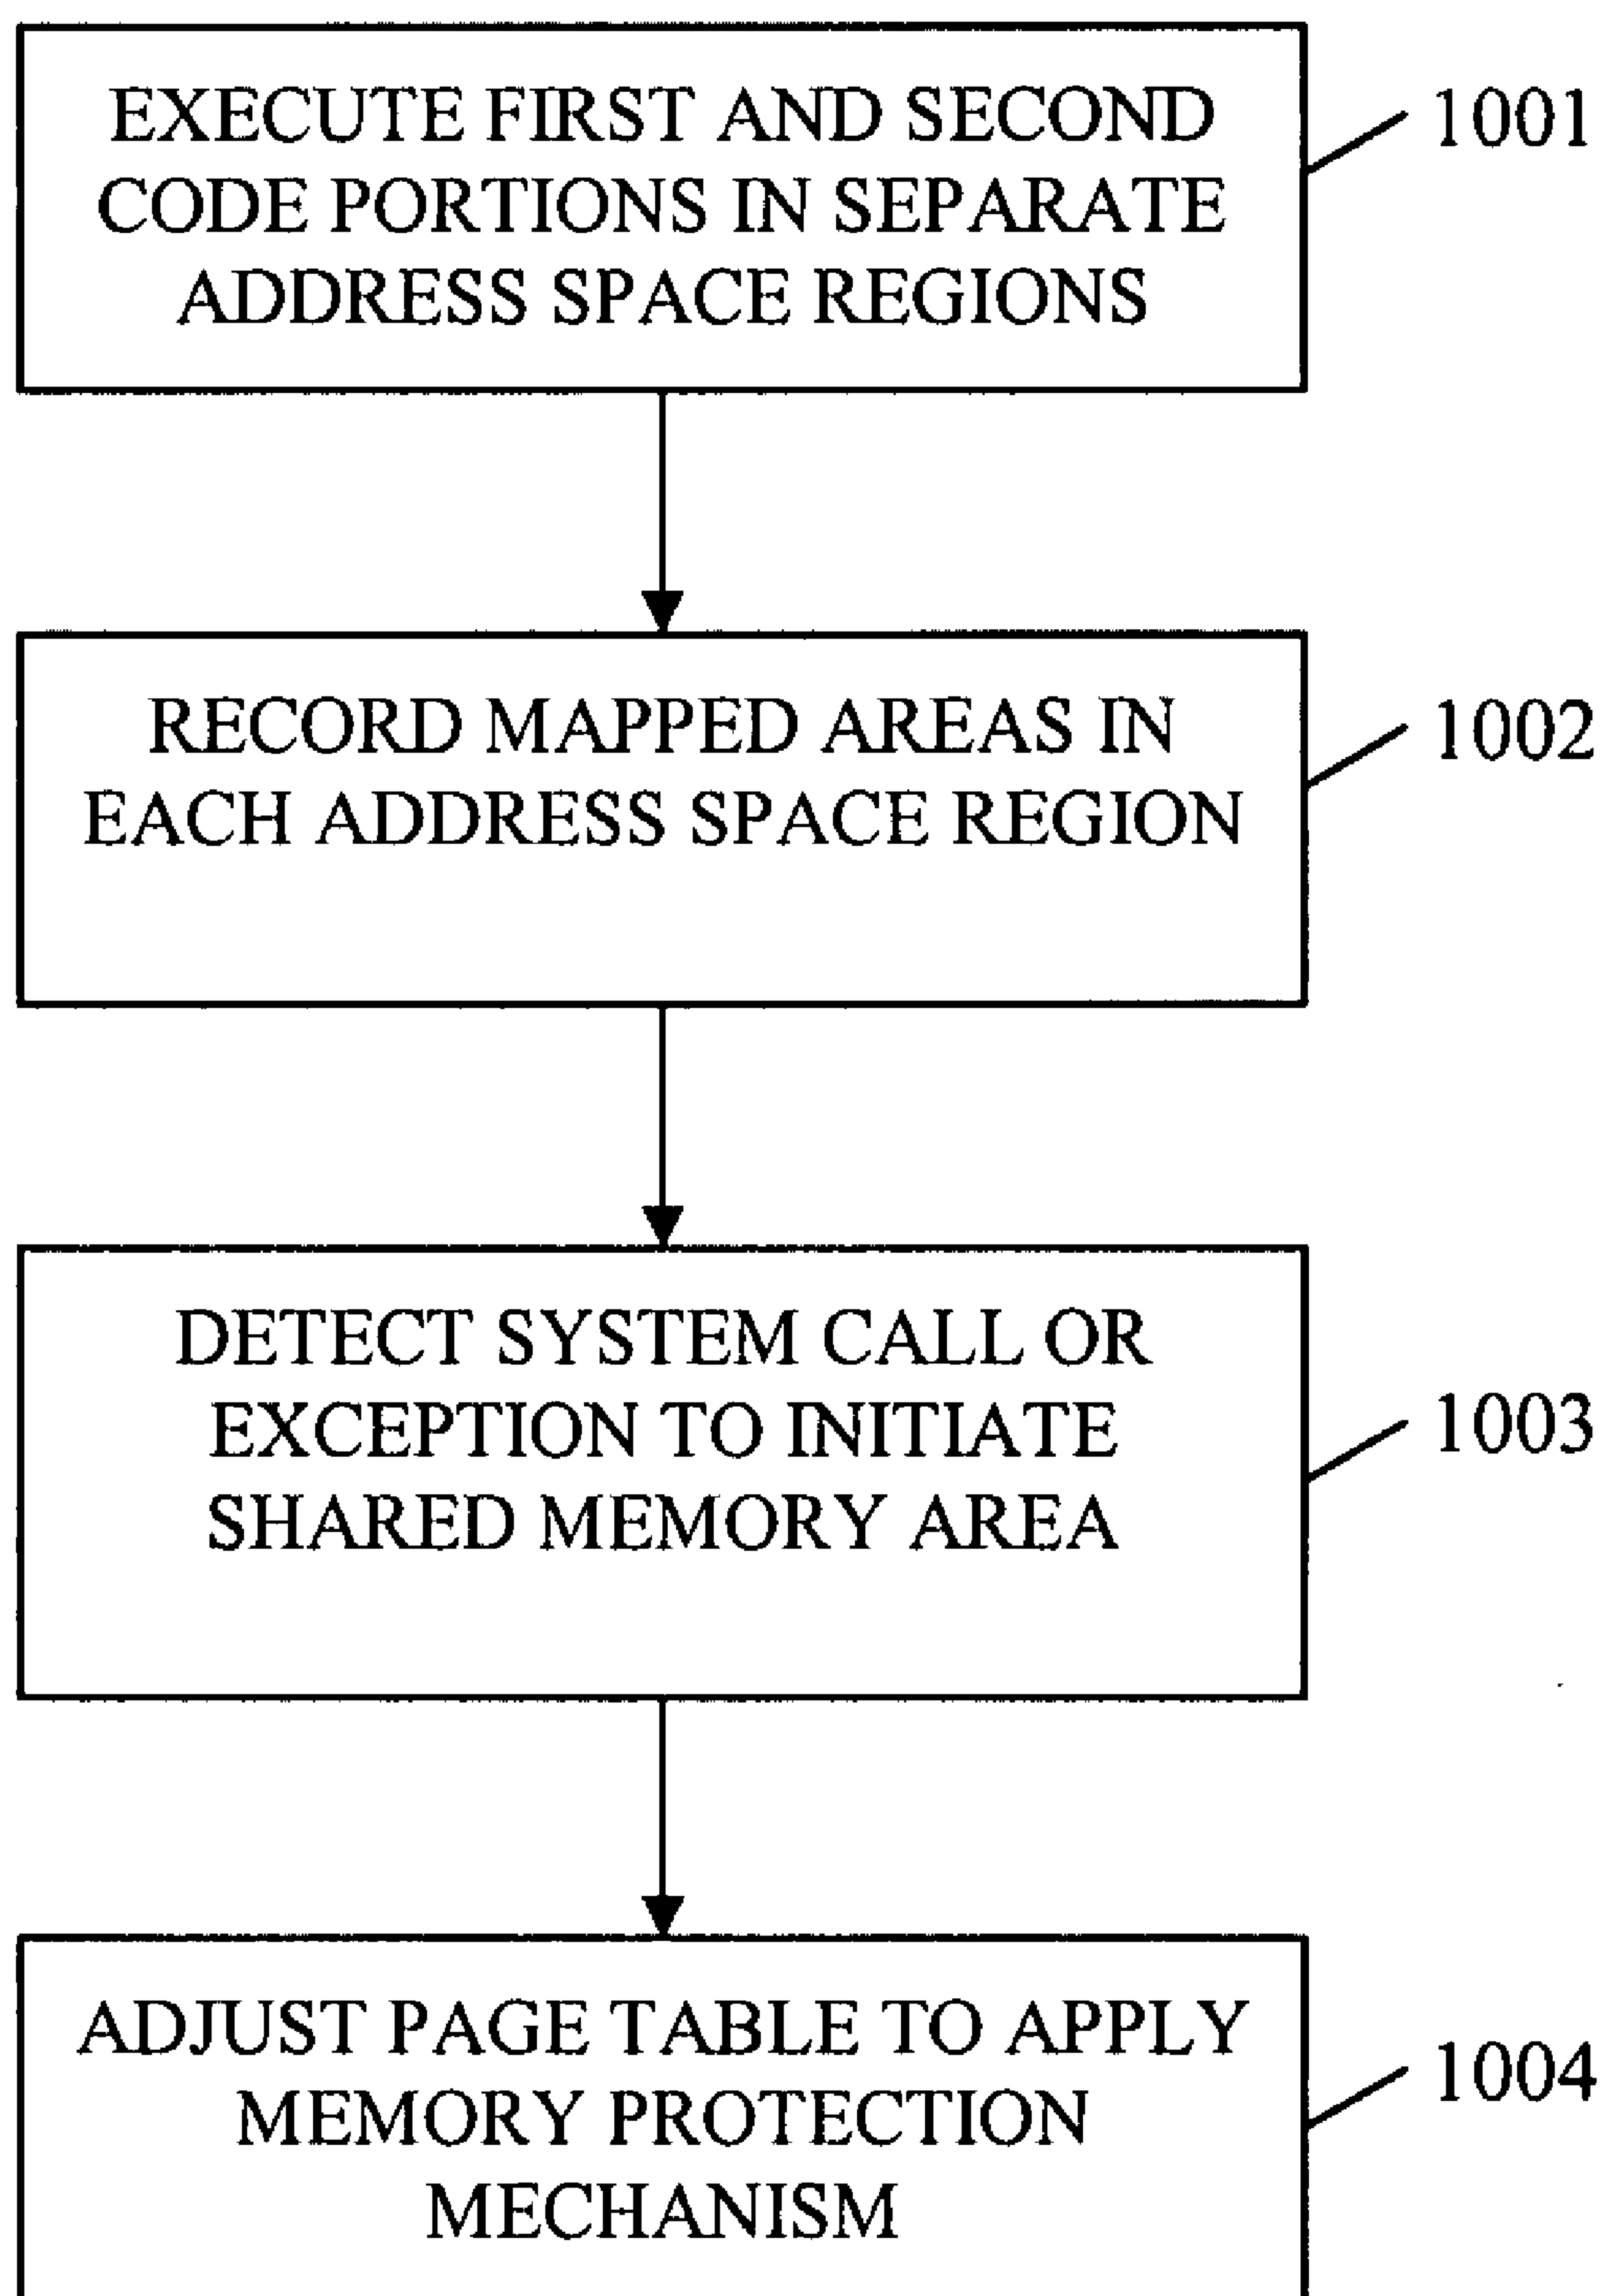 EXECUTE FIRST AND SECOND
CODE PORTIONS IN SEPARATE
ADDRESS SPACE REGIONS
1001
RECORD MAPPED AREAS IN
EACH ADDRESS SPACE REGION
1002
DETECT SYSTEM CALL OR
EXCEPTION TO INITIATE
SHARED MEMORY AREA
1003
ADJUST PAGE TABLE TO APPLY
MEMORY PROTECTION
MECHANISM
1004